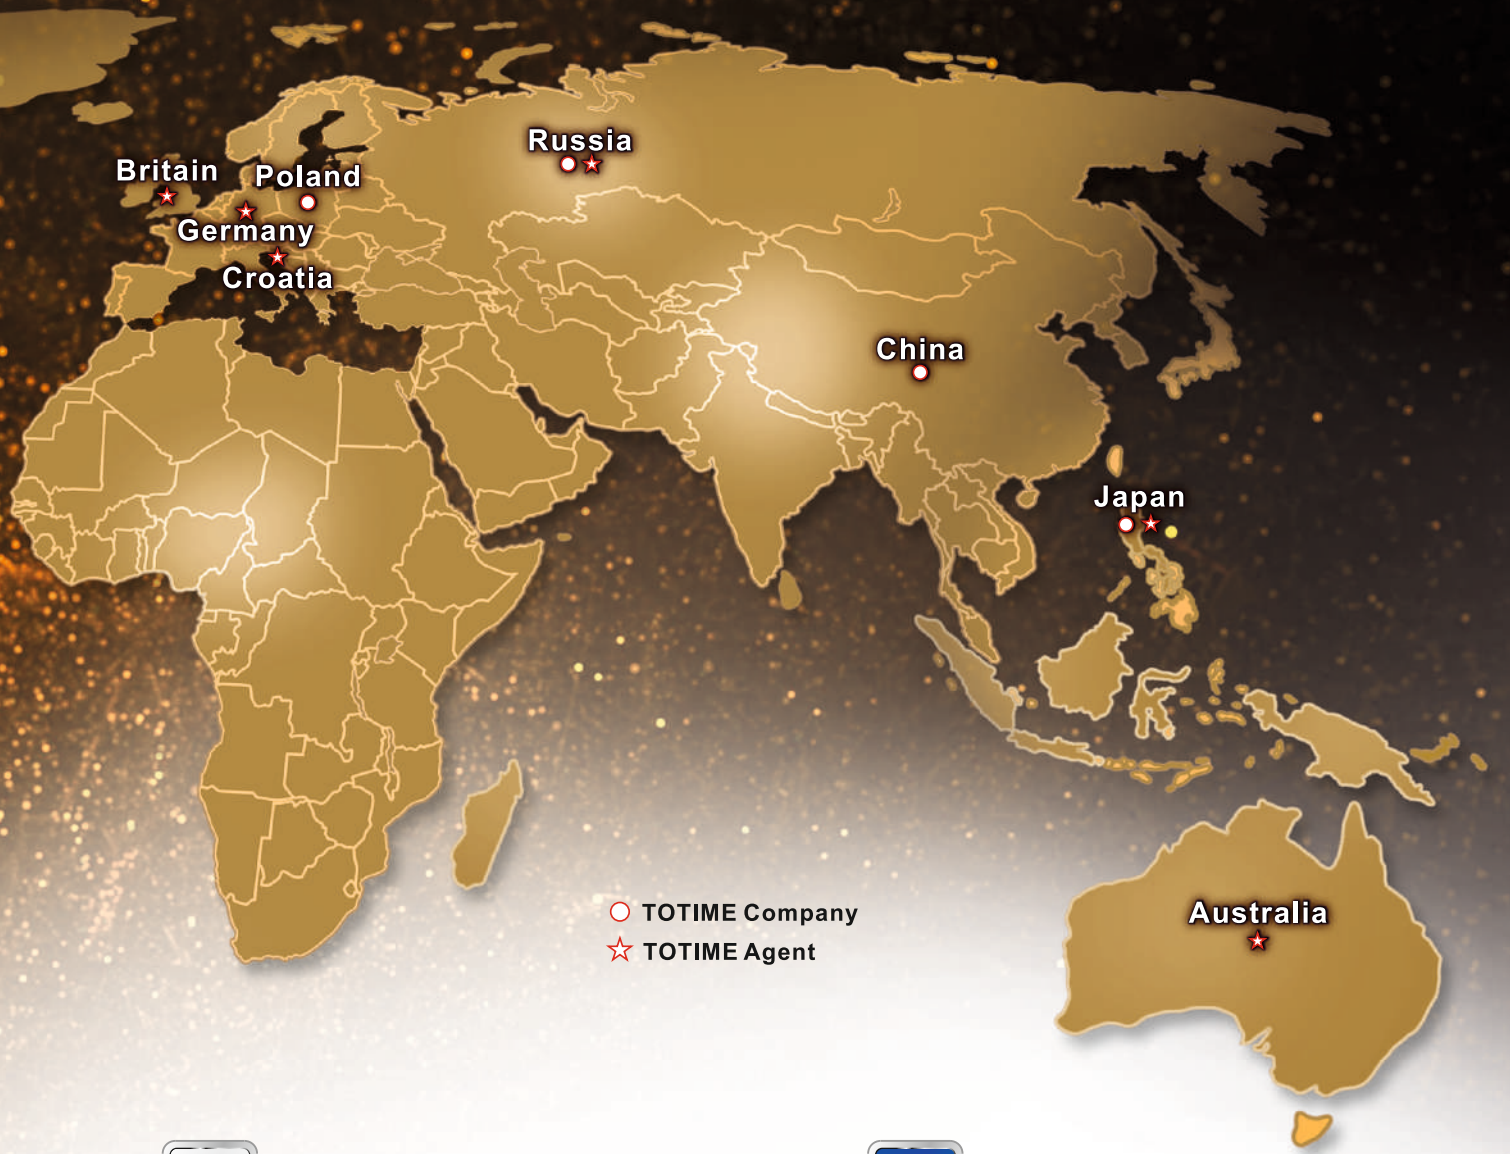 Russia
Britain
Poland
Germany
Croatia
China
Japan
Australia
TOTIME Company
TOTIME Agent